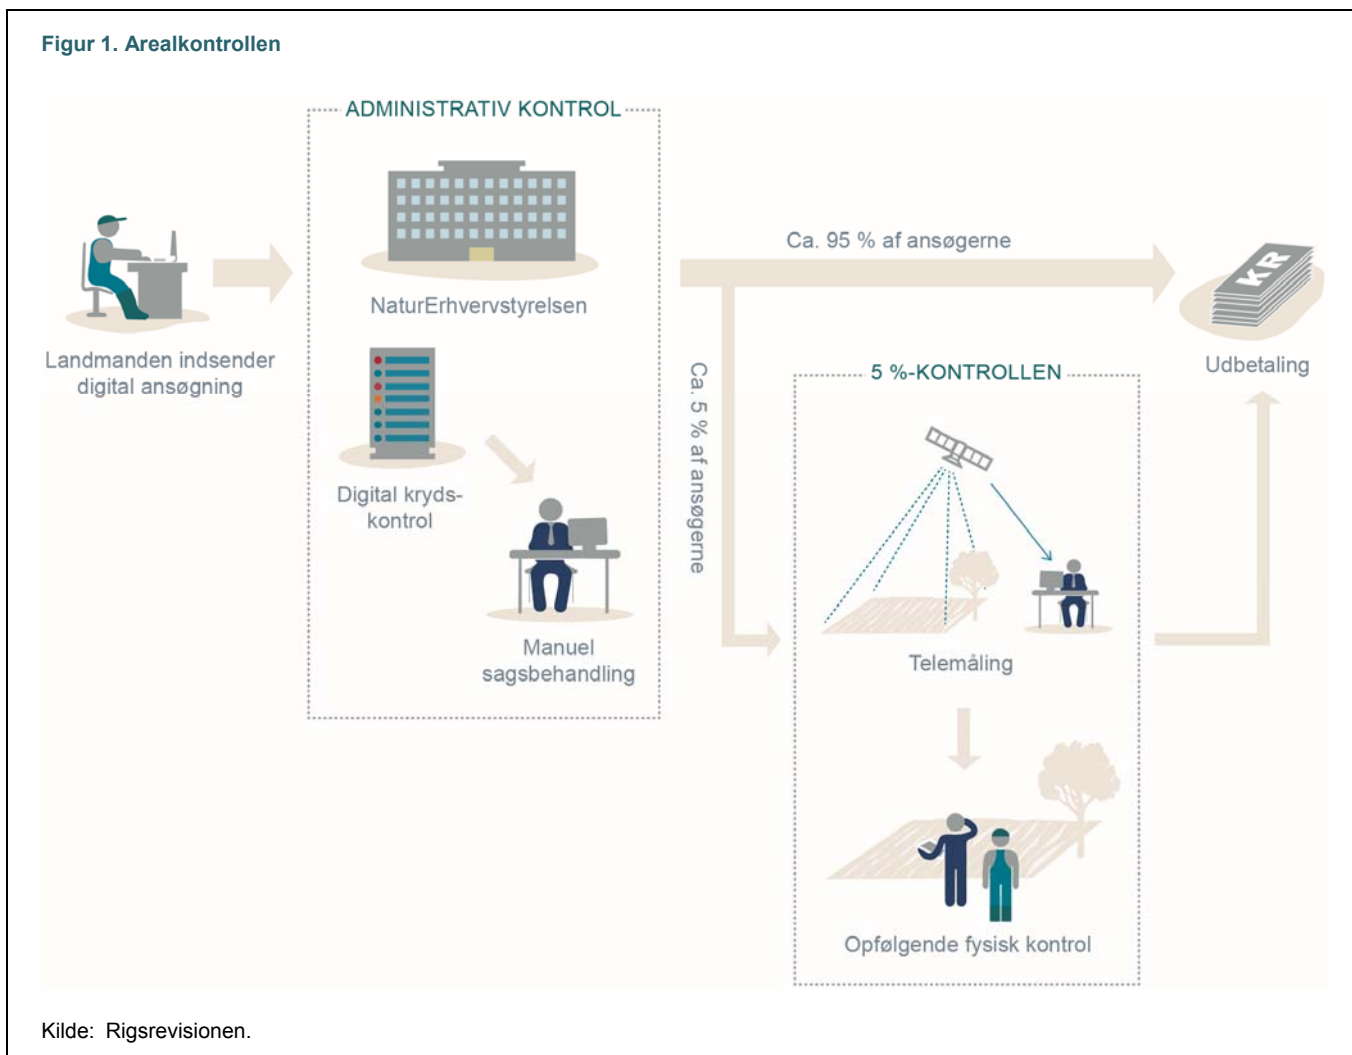 Figur 1. Arealkontrollen
ADMINISTRATIV KONTROL
NaturErhvervstyrelsen
Landmanden indsender
digital ansøgning
Digital kryds-
kontrol
Manuel
sagsbehandling
Ca. 95 % af ansøgerne
Ca. 5 % af ansøgerne
KR
Udbetaling
5 %-KONTROLLEN
Telemåling
Opfølgende fysisk kontrol
Kilde: Rigsrevisionen.